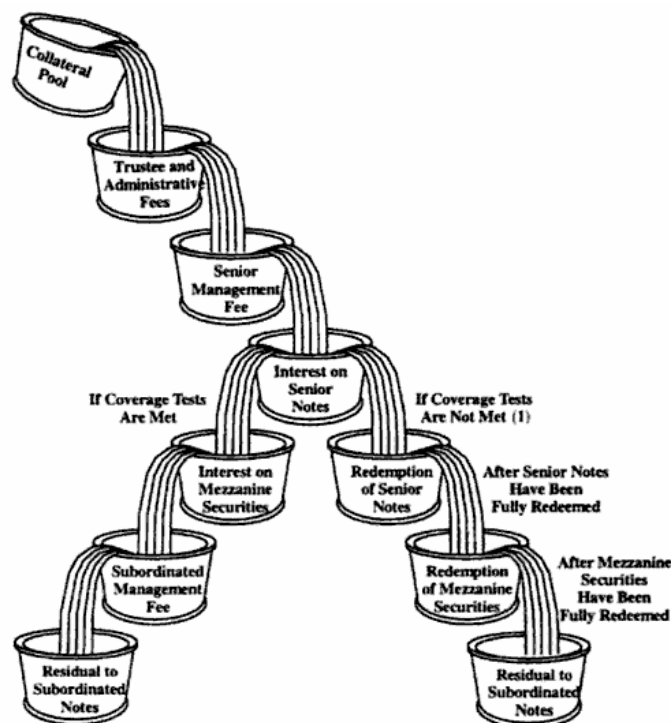 Collateral
Pool
Trustee and
Administrative
Fees
Senior
Management
Fee
Interest on
Senior
Notes
If Coverage Tests
Are Met
If Coverage Tests
Are Not Met (1)
Interest on
Mezzanine
Securities
Redemption
of Senior
Notes
After Senior Notes
Have Been
Fully Redeemed
Subordinated
Management
Fee
Redemption
of Mezzanine
Securities
After Mezzanine
Securities
Have Been
Fully Redeemed
Residual to
Subordinated
Notes
Residual to
Subordinated
Notes